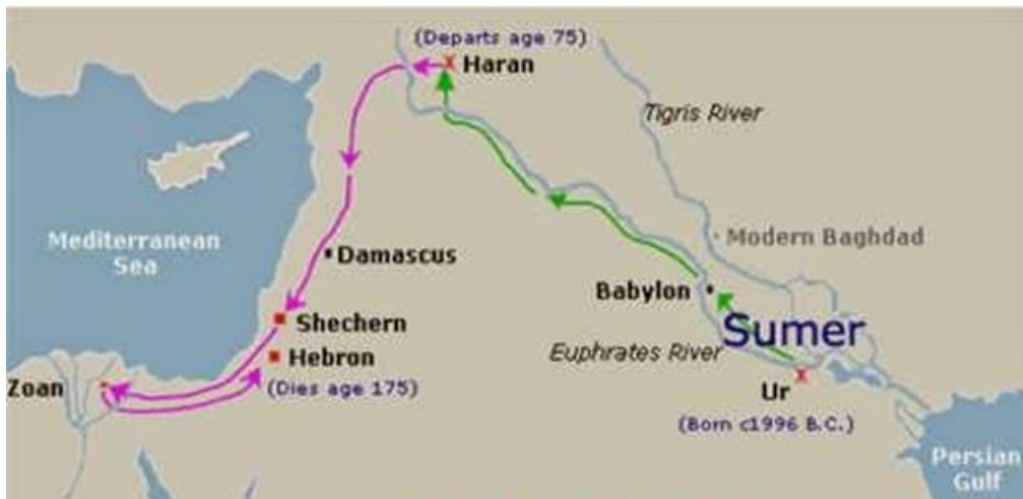 (Departs age 75)
Haran
Tigris River
Mediterranean
Sea
Modern Baghdad
Damascus
Babylon
Shechern
Sumer
Euphrates River
Hebron
Zoan
(Dies age 175)
Ur
(Born c1996 B.C.)
Persian
Gulf